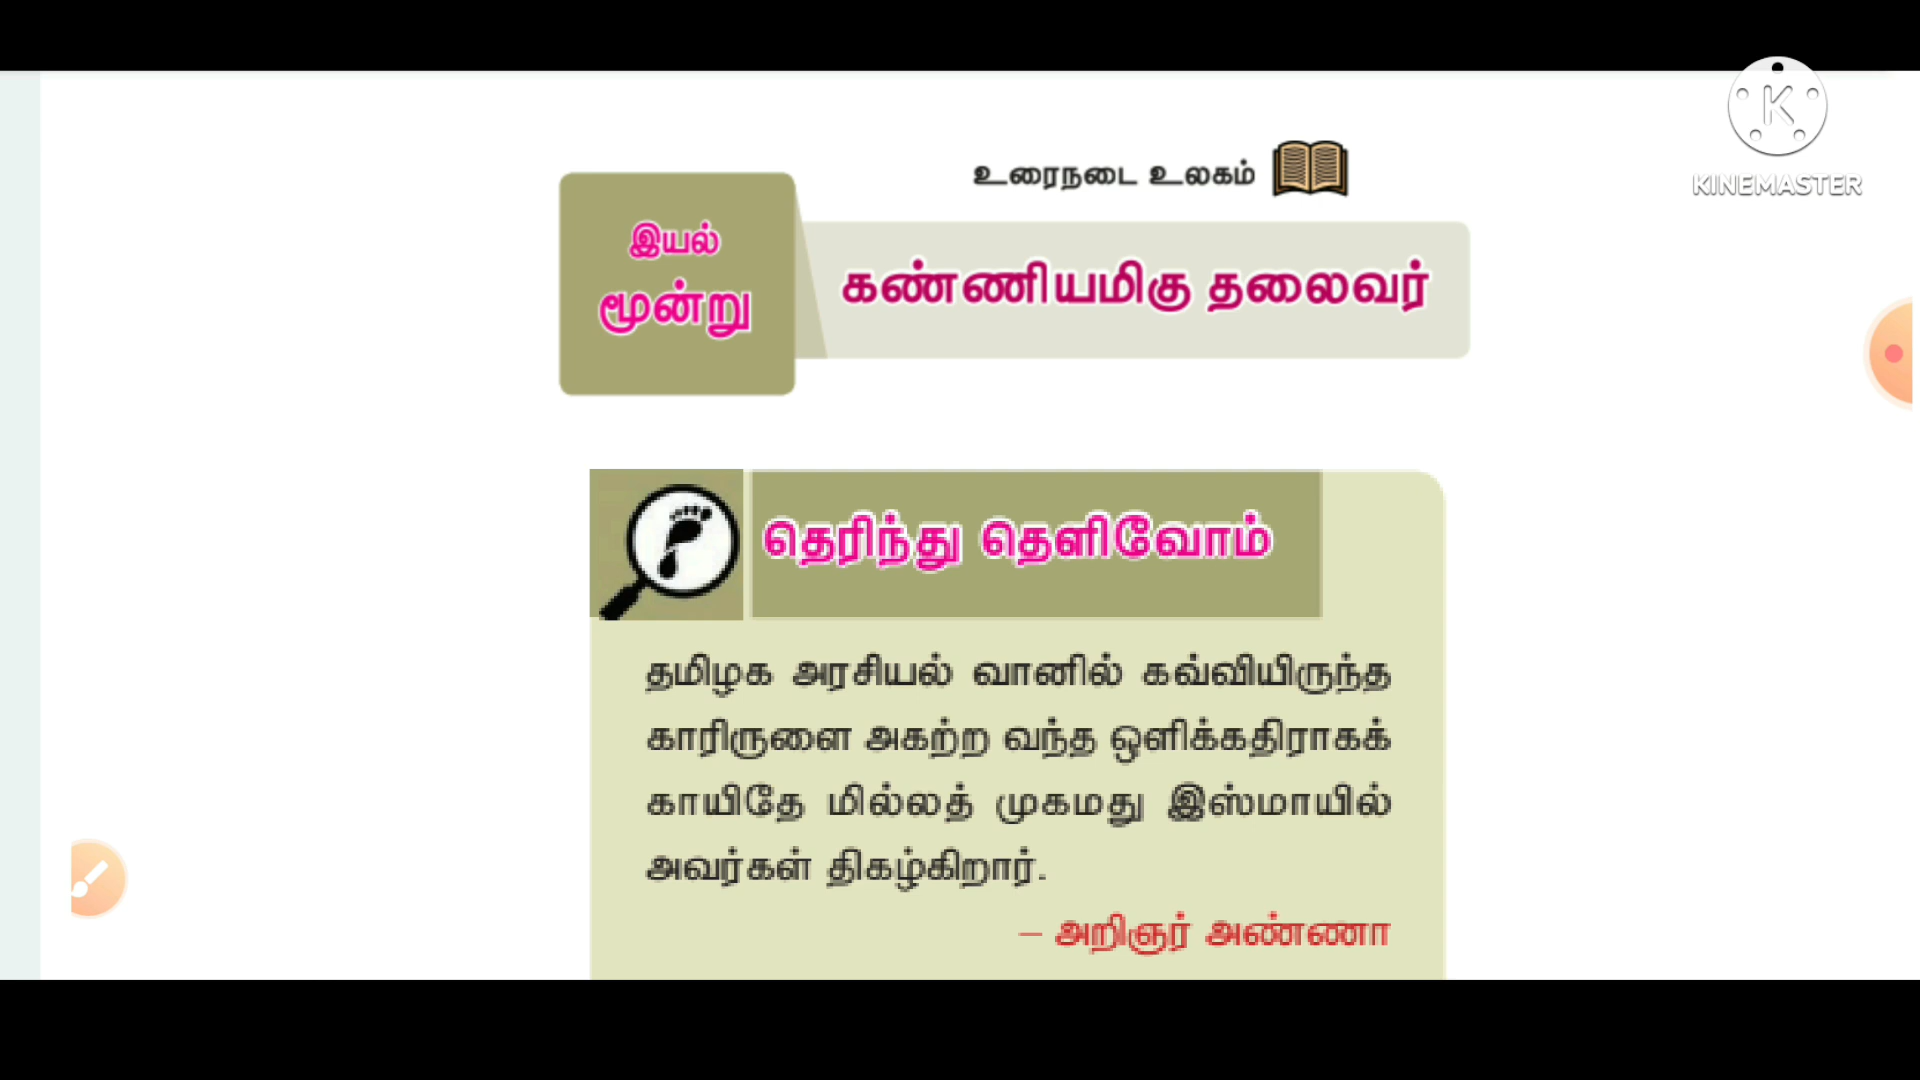 உரைநடை உலகம்
இயல்
மூன்று
கண்ணியமிகு தலைவர்
KINEMASTER
தெரிந்து தெளிவோம்
தமிழக அரசியல் வானில் கவ்வியிருந்த
காரிருளை அகற்ற வந்த ஒளிக்கதிராகக்
காயிதே மில்லத் முகமது இஸ்மாயில்
அவர்கள் திகழ்கிறார்.
– அறிஞர் அண்ணா